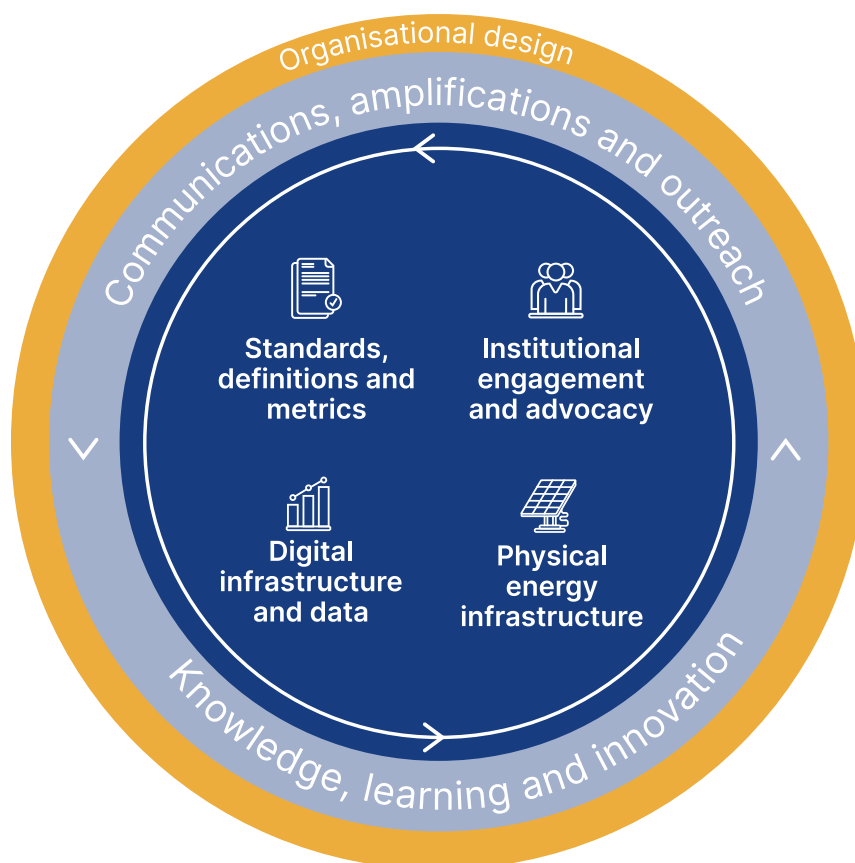 Organisational design
Communications, amplifications and outreach
Standards,
definitions and
metrics
Institutional
engagement
and advocacy
Digital
infrastructure
and data
Physical
energy
infrastructure
Knowledge, learning and innovation